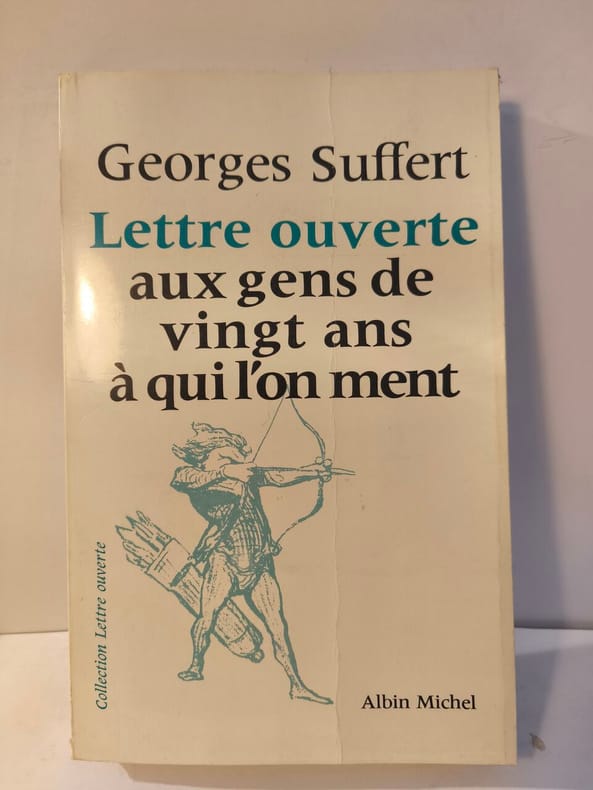 Georges Suffert
Lettre ouverte
aux gens de
vingt ans
à qui l'on ment
Collection Lettre ouverte
Albin Michel